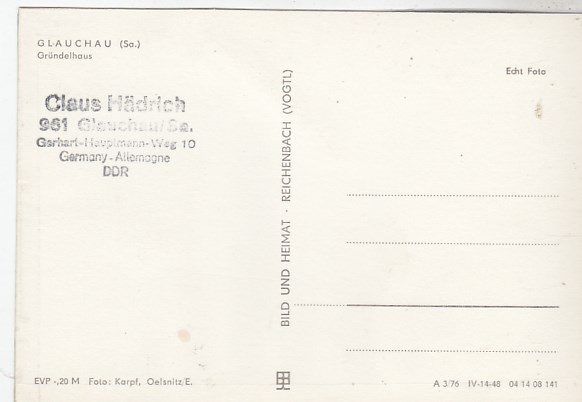 GLAUCHAU (Sa.)
Gründelhaus
Echt Foto
Claus Hädrich
961 Glauchau/Sa.
Gerhart-Hauptmann-Weg 10
Germany-Allemagne
DDR
BILD UND HEIMAT · REICHENBACH (VOGTL)
EVP -,20 M Foto: Karpf, Oelsnitz/E.
A 3/76 IV-14-48 04 14 08 141